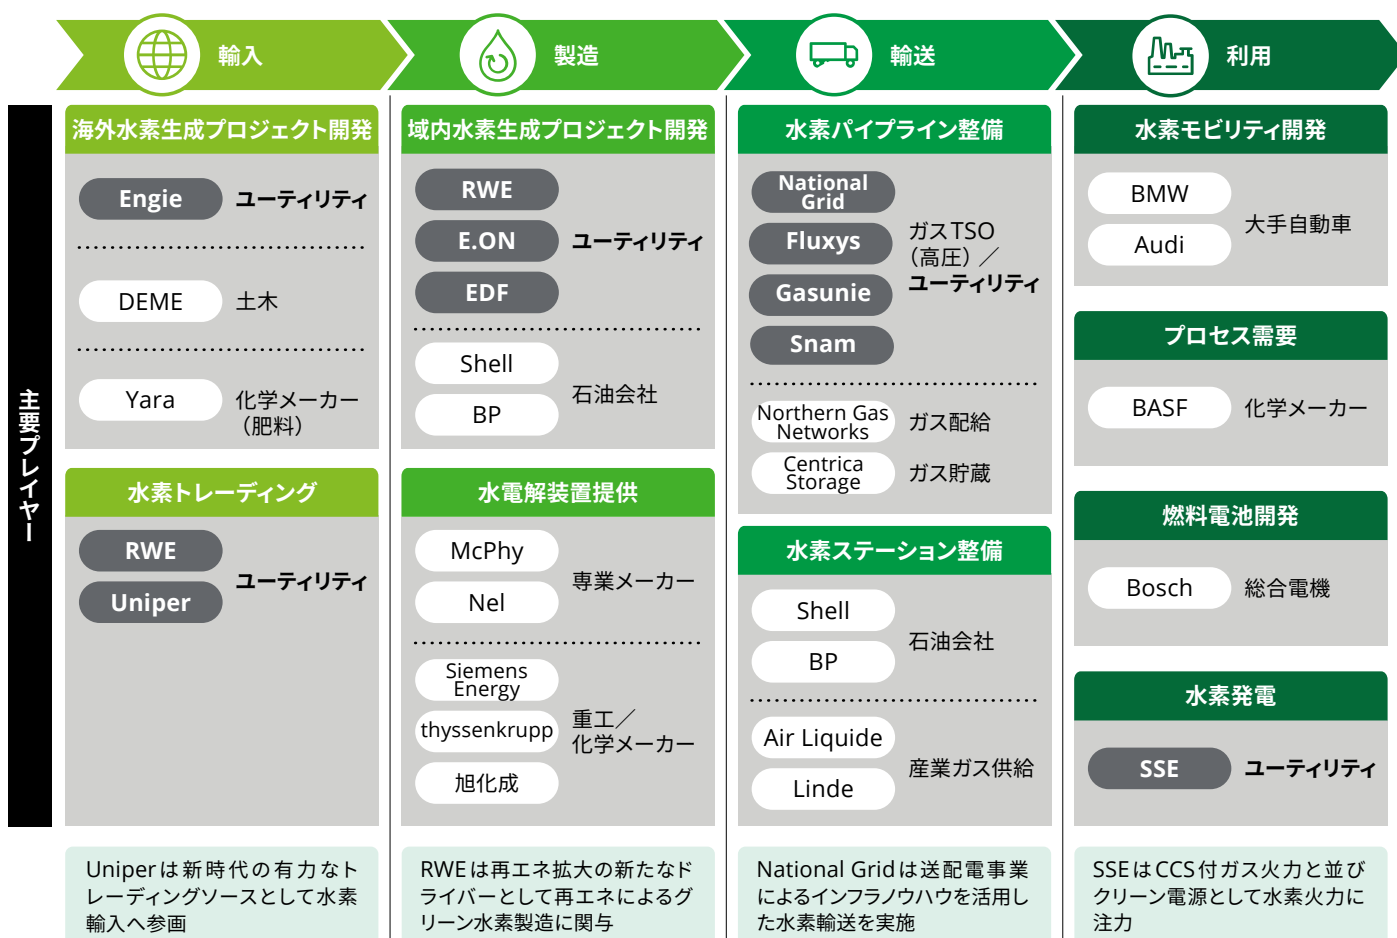 輸入
製造
輸送
利用
主要プレイヤー
海外水素生成プロジェクト開発
Engie
ユーティリティ
DEME
土木
Yara
化学メーカー
（肥料）
水素トレーディング
RWE
Uniper
ユーティリティ
Uniperは新時代の有力なト
レーディングソースとして水素
輸入へ参画
域内水素生成プロジェクト開発
RWE
E.ON
EDF
ユーティリティ
Shell
BP
石油会社
水電解装置提供
McPhy
Nel
専業メーカー
Siemens
Energy
thyssenkrupp
旭化成
重工／
化学メーカー
RWEは再エネ拡大の新たなド
ライバーとして再エネによるグ
リーン水素製造に関与
水素パイプライン整備
National
Grid
Fluxys
Gasunie
Snam
ガスTSO
（高圧）／
ユーティリティ
Northern Gas
Networks
ガス配給
Centrica
Storage
ガス貯蔵
水素ステーション整備
Shell
BP
石油会社
Air Liquide
Linde
産業ガス供給
National Gridは送配電事業
によるインフラノウハウを活用し
た水素輸送を実施
水素モビリティ開発
BMW
Audi
大手自動車
プロセス需要
BASF
化学メーカー
燃料電池開発
Bosch
総合電機
水素発電
SSE
ユーティリティ
SSEはCCS付ガス火力と並び
クリーン電源として水素火力に
注力